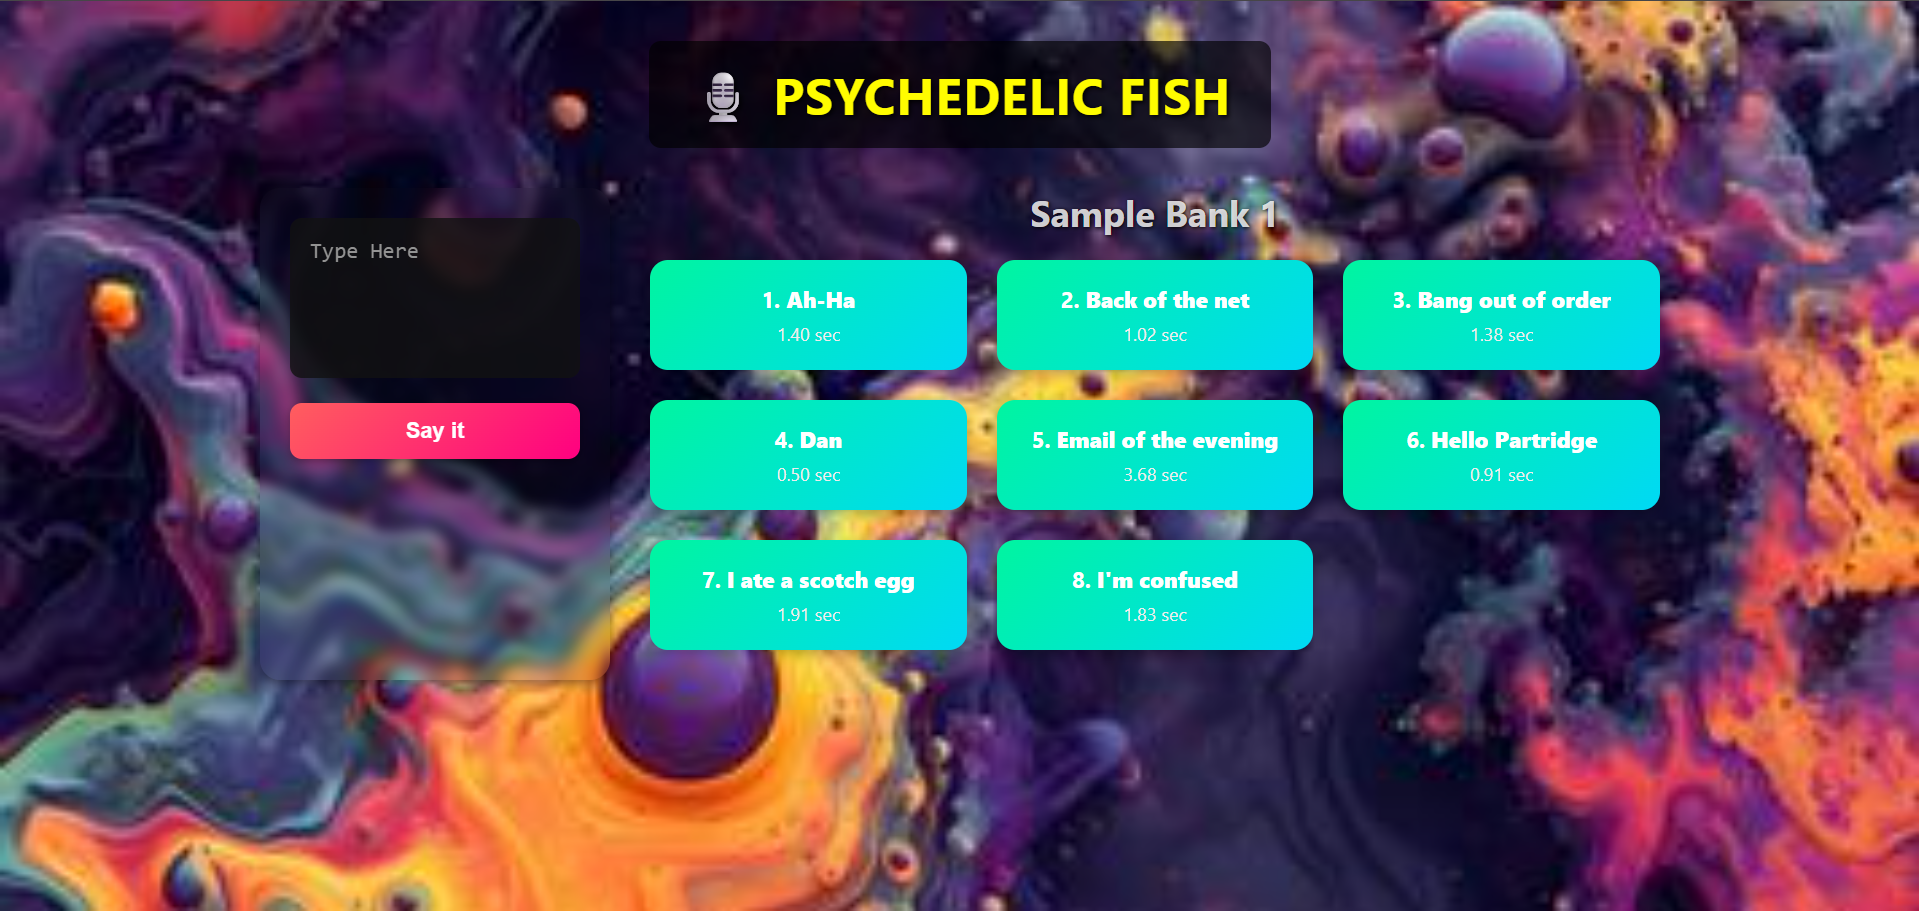 PSYCHEDELIC FISH
Type Here
Say it
Sample Bank 1
1. Ah-Ha
1.40 sec
2. Back of the net
1.02 sec
3. Bang out of order
1.38 sec
4. Dan
0.50 sec
5. Email of the evening
3.68 sec
6. Hello Partridge
0.91 sec
7. I ate a scotch egg
1.91 sec
8. I'm confused
1.83 sec